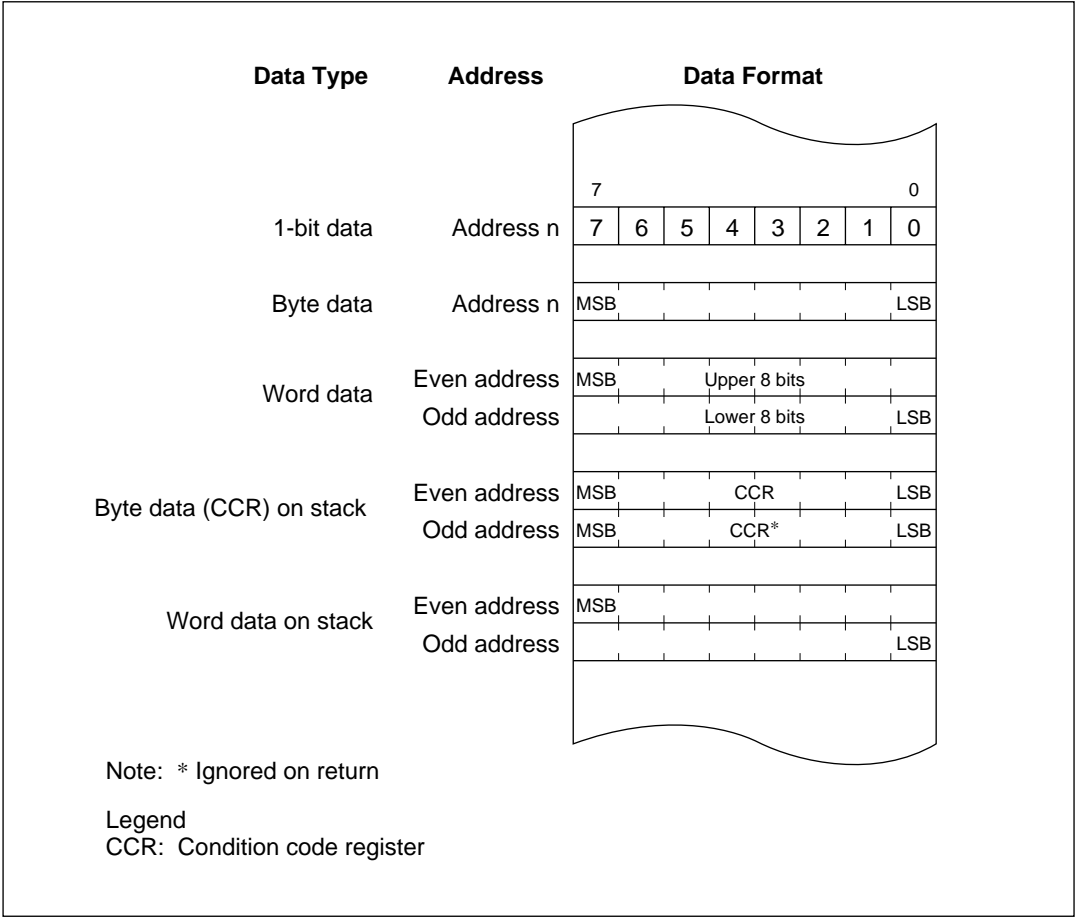 Data Type Address Data Format
7 0
1-bit data Address n 7 6 5 4 3 2 1 0
Byte data Address n MSB LSB
Word data
Even address MSB Upper 8 bits
Odd address Lower 8 bits LSB
Byte data (CCR) on stack
Even address MSB CCR LSB
Odd address MSB CCR* LSB
Word data on stack
Even address MSB
Odd address LSB
Note: * Ignored on return
Legend
CCR: Condition code register